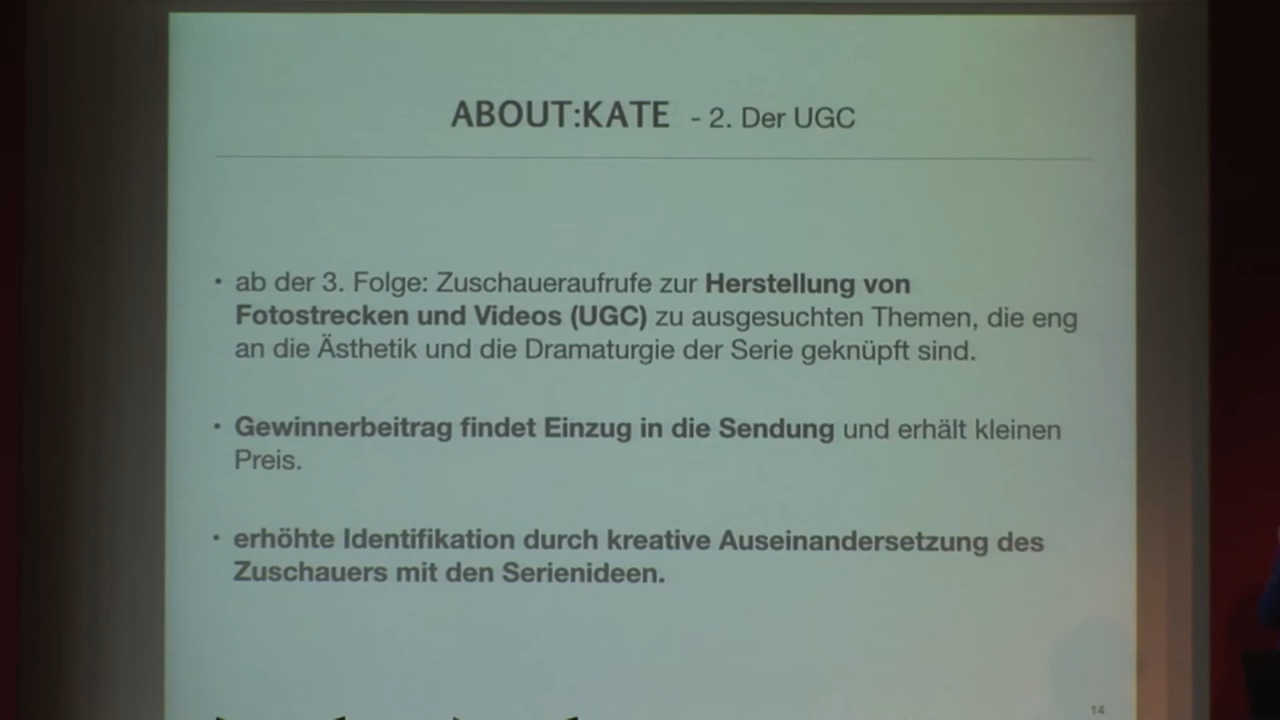 ABOUT:KATE - 2. Der UGC
• ab der 3. Folge: Zuschaueraufrufe zur Herstellung von
Fotostrecken und Videos (UGC) zu ausgesuchten Themen, die eng
an die Ästhetik und die Dramaturgie der Serie geknüpft sind.
• Gewinnerbeitrag findet Einzug in die Sendung und erhält kleinen
Preis.
• erhöhte Identifikation durch kreative Auseinandersetzung des
Zuschauers mit den Serienideen.
14